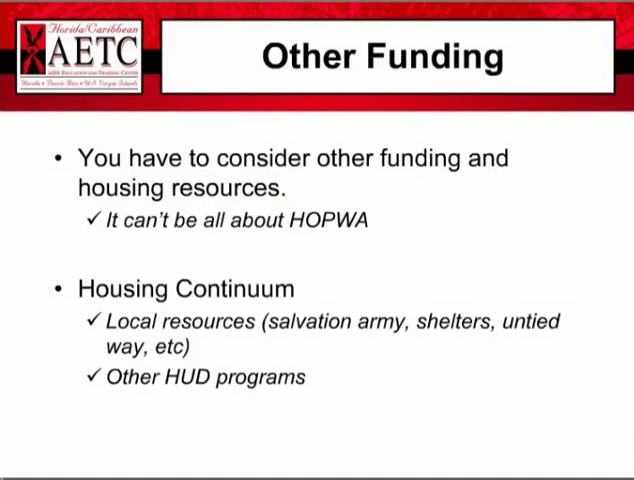 Florida/Caribbean
AETC
AIDS EDUCATION AND TRAINING CENTER
Florida • Puerto Rico • U.S. Virgin Islands
Other Funding
• You have to consider other funding and
housing resources.
✓ It can't be all about HOPWA
• Housing Continuum
✓ Local resources (salvation army, shelters, untied
way, etc)
✓ Other HUD programs